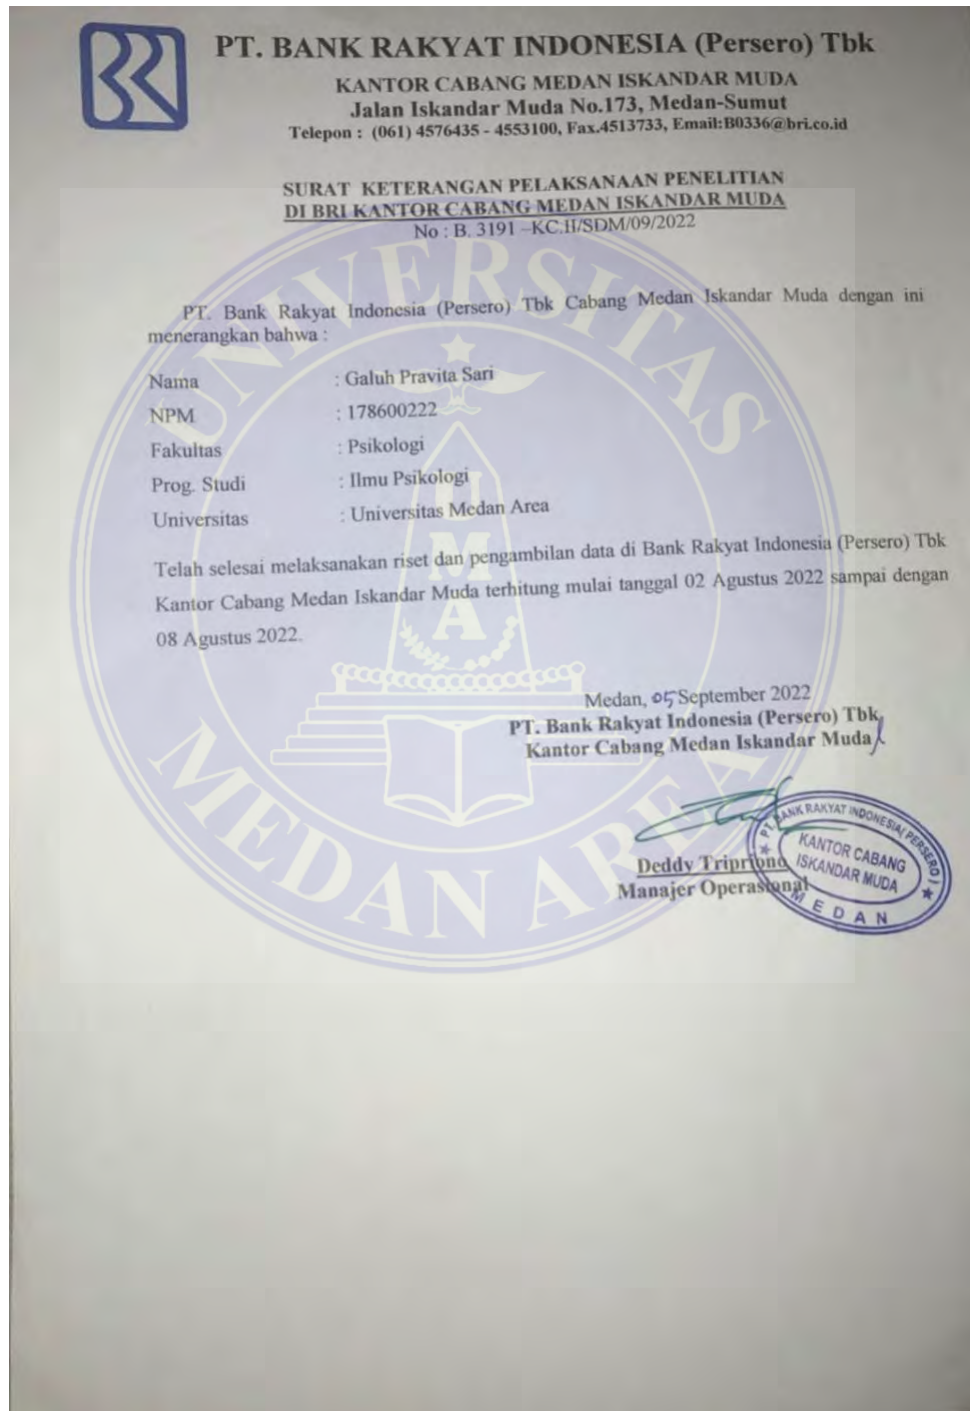 PT. BANK RAKYAT INDONESIA (Persero) Tbk
KANTOR CABANG MEDAN ISKANDAR MUDA
Jalan Iskandar Muda No.173, Medan-Sumut
Telepon : (061) 4576435 - 4553100, Fax.4513733, Email:B0336@bri.co.id
SURAT KETERANGAN PELAKSANAAN PENELITIAN
DI BRI KANTOR CABANG MEDAN ISKANDAR MUDA
No : B. 3191 –KC.II/SDM/09/2022
PT. Bank Rakyat Indonesia (Persero) Tbk Cabang Medan Iskandar Muda dengan ini
menerangkan bahwa :
Nama : Galuh Pravita Sari
NPM : 178600222
Fakultas : Psikologi
Prog. Studi : Ilmu Psikologi
Universitas : Universitas Medan Area
Telah selesai melaksanakan riset dan pengambilan data di Bank Rakyat Indonesia (Persero) Tbk
Kantor Cabang Medan Iskandar Muda terhitung mulai tanggal 02 Agustus 2022 sampai dengan
08 Agustus 2022.
Medan, 05 September 2022
PT. Bank Rakyat Indonesia (Persero) Tbk
Kantor Cabang Medan Iskandar Muda
Deddy Tripriono
Manajer Operasional
PT. BANK RAKYAT INDONESIA ( PERSERO )
KANTOR CABANG
ISKANDAR MUDA
MEDAN
UNIVERSITAS
UMA
MEDAN AREA